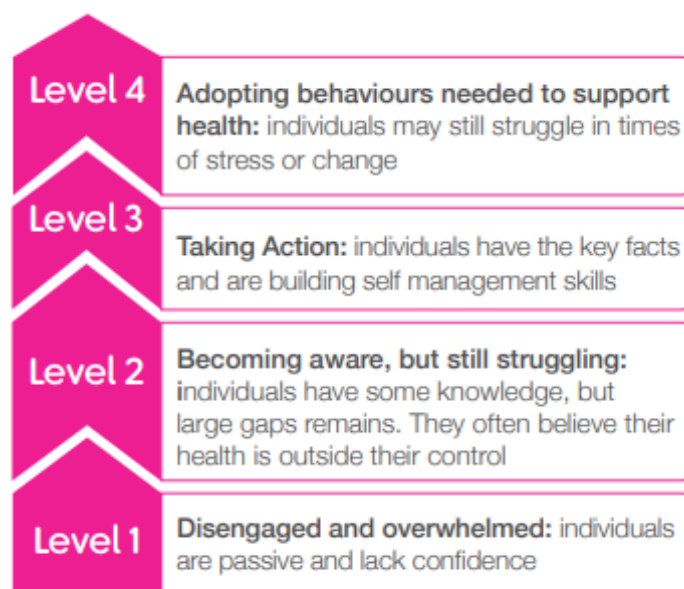 Level 4
Adopting behaviours needed to support
health: individuals may still struggle in times
of stress or change
Level 3
Taking Action: individuals have the key facts
and are building self management skills
Level 2
Becoming aware, but still struggling:
individuals have some knowledge, but
large gaps remains. They often believe their
health is outside their control
Level 1
Disengaged and overwhelmed: individuals
are passive and lack confidence